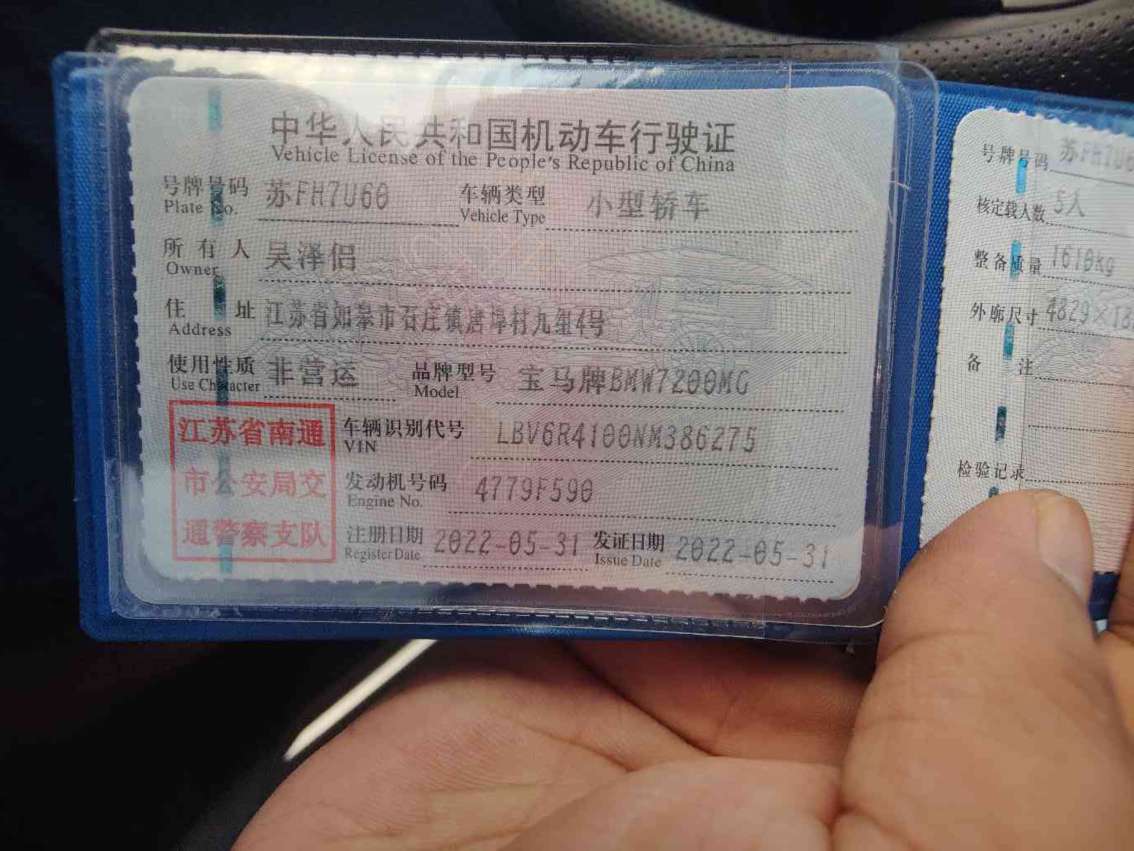 中华人民共和国机动车行驶证
Vehicle License of the People's Republic of China
号牌号码 苏FH7U60 车辆类型 小型轿车
Plate No. Vehicle Type
所有人 吴泽侣
Owner
住址 江苏省如皋市石庄镇唐埠村九组4号
Address
使用性质 非营运 品牌型号 宝马牌BMW7200MG
Use Character Model
江苏省南通
市公安局交
通警察支队
车辆识别代号 LBV6R4100NM386275
VIN
发动机号码 4779F590
Engine No.
注册日期 2022-05-31 发证日期 2022-05-31
Register Date Issue Date
号牌号码 苏FH7U6
核定载人数 5人
整备质量 1610kg
外廓尺寸 4829×18
备注
检验记录